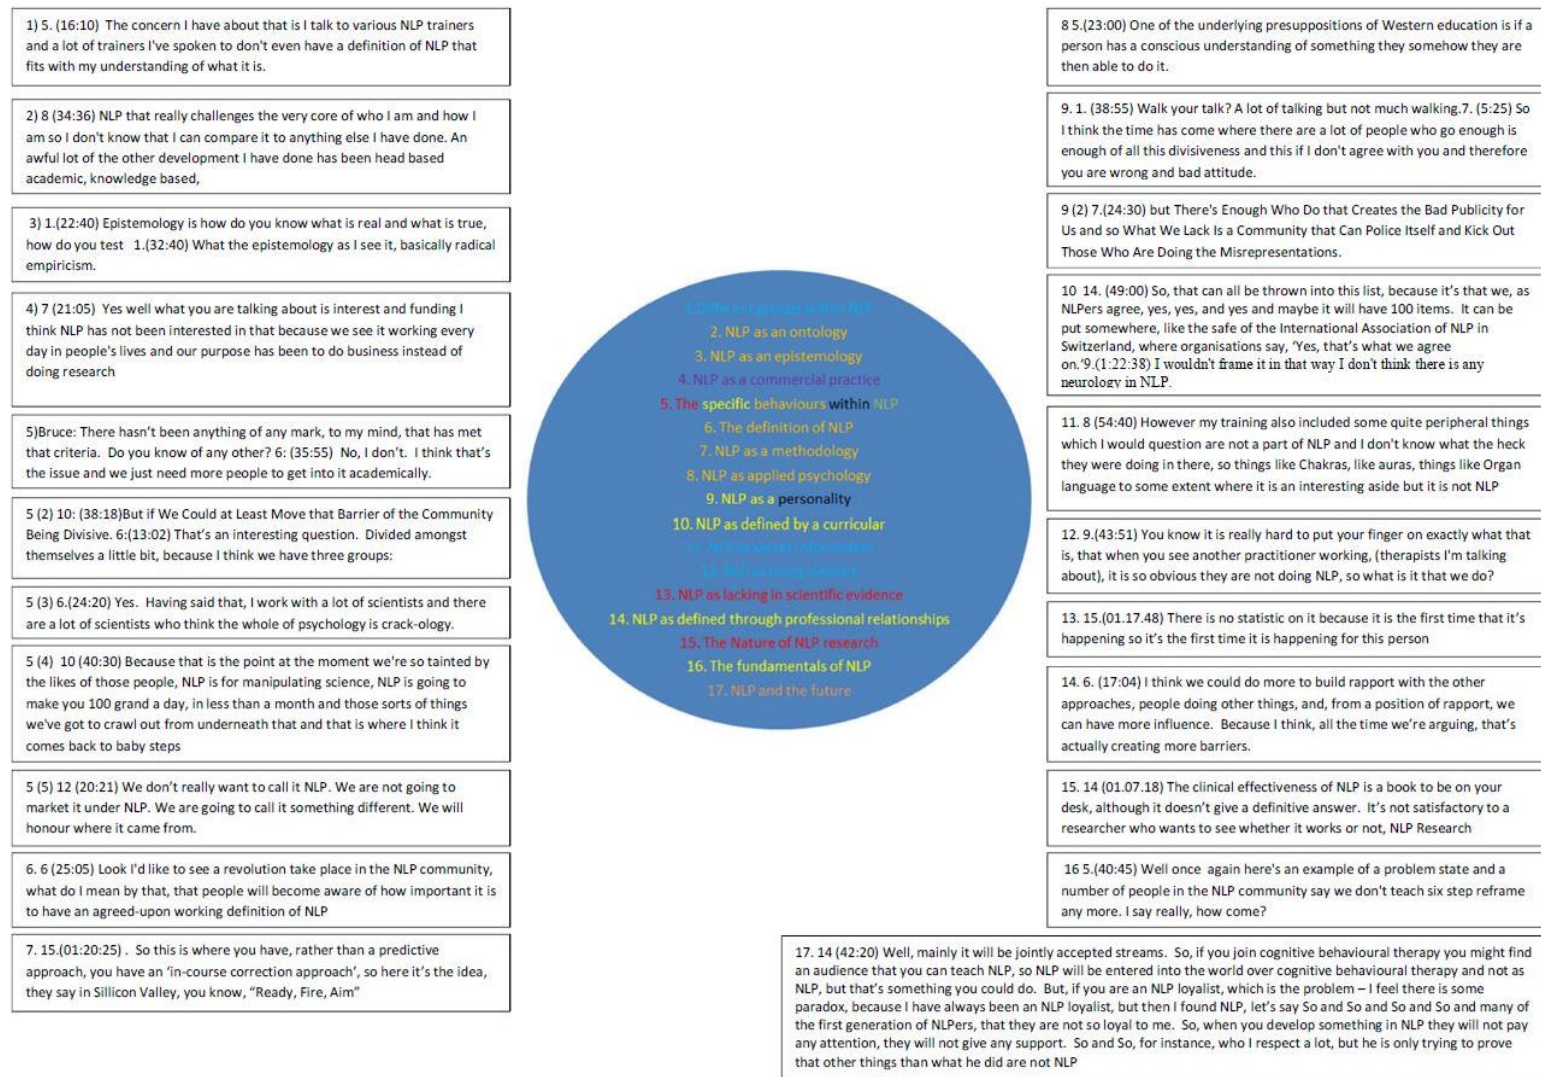 1) 5. (16:10) The concern I have about that is I talk to various NLP trainers
and a lot of trainers I've spoken to don't even have a definition of NLP that
fits with my understanding of what it is.
2) 8 (34:36) NLP that really challenges the very core of who I am and how I
am so I don't know that I can compare it to anything else I have done. An
awful lot of the other development I have done has been head based
academic, knowledge based,
3) 1.(22:40) Epistemology is how do you know what is real and what is true,
how do you test 1.(32:40) What the epistemology as I see it, basically radical
empiricism.
4) 7 (21:05) Yes well what you are talking about is interest and funding I
think NLP has not been interested in that because we see it working every
day in people's lives and our purpose has been to do business instead of
doing research
5)Bruce: There hasn't been anything of any mark, to my mind, that has met
that criteria. Do you know of any other? 6: (35:55) No, I don't. I think that's
the issue and we just need more people to get into it academically.
5 (2) 10: (38:18)But if We Could at Least Move that Barrier of the Community
Being Divisive. 6:(13:02) That's an interesting question. Divided amongst
themselves a little bit, because I think we have three groups:
5 (3) 6.(24:20) Yes. Having said that, I work with a lot of scientists and there
are a lot of scientists who think the whole of psychology is crack-ology.
5 (4) 10 (40:30) Because that is the point at the moment we're so tainted by
the likes of those people, NLP is for manipulating science, NLP is going to
make you 100 grand a day, in less than a month and those sorts of things
we've got to crawl out from underneath that and that is where I think it
comes back to baby steps
5 (5) 12 (20:21) We don't really want to call it NLP. We are not going to
market it under NLP. We are going to call it something different. We will
honour where it came from.
6. 6 (25:05) Look I'd like to see a revolution take place in the NLP community,
what do I mean by that, that people will become aware of how important it is
to have an agreed-upon working definition of NLP
7. 15.(01:20:25) . So this is where you have, rather than a predictive
approach, you have an 'in-course correction approach', so here it's the idea,
they say in Sillicon Valley, you know, "Ready, Fire, Aim"
1.Different groups within NLP
2. NLP as an ontology
3. NLP as an epistemology
4. NLP as a commercial practice
5. The specific behaviours within NLP
6. The definition of NLP
7. NLP as a methodology
8. NLP as applied psychology
9. NLP as a personality
10. NLP as defined by a curricular
11. NLP as
12. NLP as being
13. NLP as lacking in scientific evidence
14. NLP as defined through professional relationships
15. The Nature of NLP research
16. The fundamentals of NLP
17. NLP and the future
8 5.(23:00) One of the underlying presuppositions of Western education is if a
person has a conscious understanding of something they somehow they are
then able to do it.
9. 1. (38:55) Walk your talk? A lot of talking but not much walking.7. (5:25) So
I think the time has come where there are a lot of people who go enough is
enough of all this divisiveness and this if I don't agree with you and therefore
you are wrong and bad attitude.
9 (2) 7.(24:30) but There's Enough Who Do that Creates the Bad Publicity for
Us and so What We Lack Is a Community that Can Police Itself and Kick Out
Those Who Are Doing the Misrepresentations.
10 14. (49:00) So, that can all be thrown into this list, because it's that we, as
NLPers agree, yes, yes, and yes and maybe it will have 100 items. It can be
put somewhere, like the safe of the International Association of NLP in
Switzerland, where organisations say, 'Yes, that's what we agree
on.'9.(1:22:38) I wouldn't frame it in that way I don't think there is any
neurology in NLP.
11. 8 (54:40) However my training also included some quite peripheral things
which I would question are not a part of NLP and I don't know what the heck
they were doing in there, so things like Chakras, like auras, things like Organ
language to some extent where it is an interesting aside but it is not NLP
12. 9.(43:51) You know it is really hard to put your finger on exactly what that
is, that when you see another practitioner working, (therapists I'm talking
about), it is so obvious they are not doing NLP, so what is it that we do?
13. 15.(01.17.48) There is no statistic on it because it is the first time that it's
happening so it's the first time it is happening for this person
14. 6. (17:04) I think we could do more to build rapport with the other
approaches, people doing other things, and, from a position of rapport, we
can have more influence. Because I think, all the time we're arguing, that's
actually creating more barriers.
15. 14 (01.07.18) The clinical effectiveness of NLP is a book to be on your
desk, although it doesn't give a definitive answer. It's not satisfactory to a
researcher who wants to see whether it works or not, NLP Research
16 5.(40:45) Well once again here's an example of a problem state and a
number of people in the NLP community say we don't teach six step reframe
any more. I say really, how come?
17. 14 (42:20) Well, mainly it will be jointly accepted streams. So, if you join cognitive behavioural therapy you might find
an audience that you can teach NLP, so NLP will be entered into the world over cognitive behavioural therapy and not as
NLP, but that's something you could do. But, if you are an NLP loyalist, which is the problem – I feel there is some
paradox, because I have always been an NLP loyalist, but then I found NLP, let's say So and So and So and So and many of
the first generation of NLPers, that they are not so loyal to me. So, when you develop something in NLP they will not pay
any attention, they will not give any support. So and So, for instance, who I respect a lot, but he is only trying to prove
that other things than what he did are not NLP